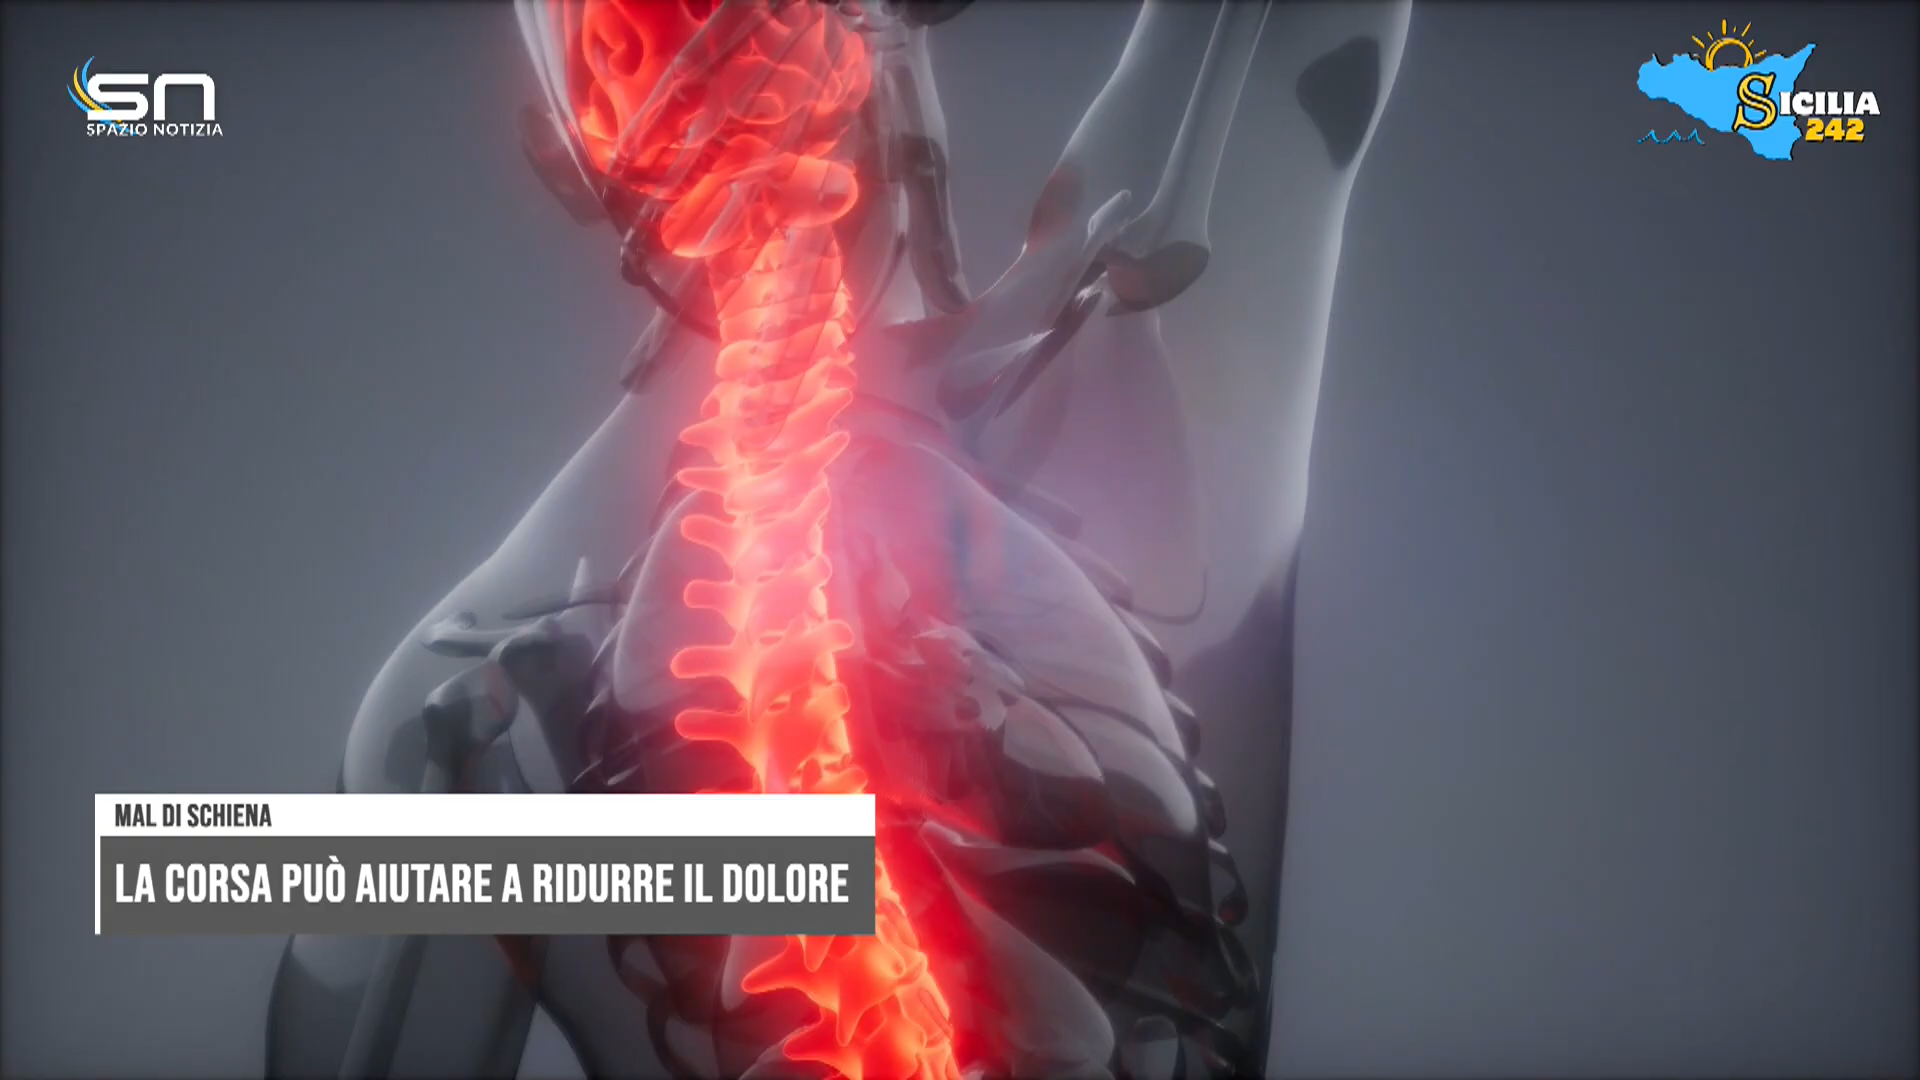 SN
SPAZIO NOTIZIA
SICILIA
242
MAL DI SCHIENA
LA CORSA PUÒ AIUTARE A RIDURRE IL DOLORE